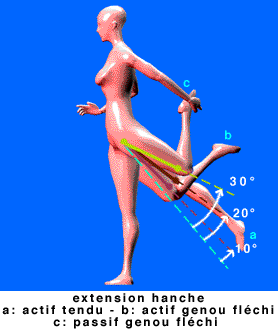 c
b
30°
20°
a
10°
extension hanche
a: actif tendu - b: actif genou fléchi
c: passif genou fléchi